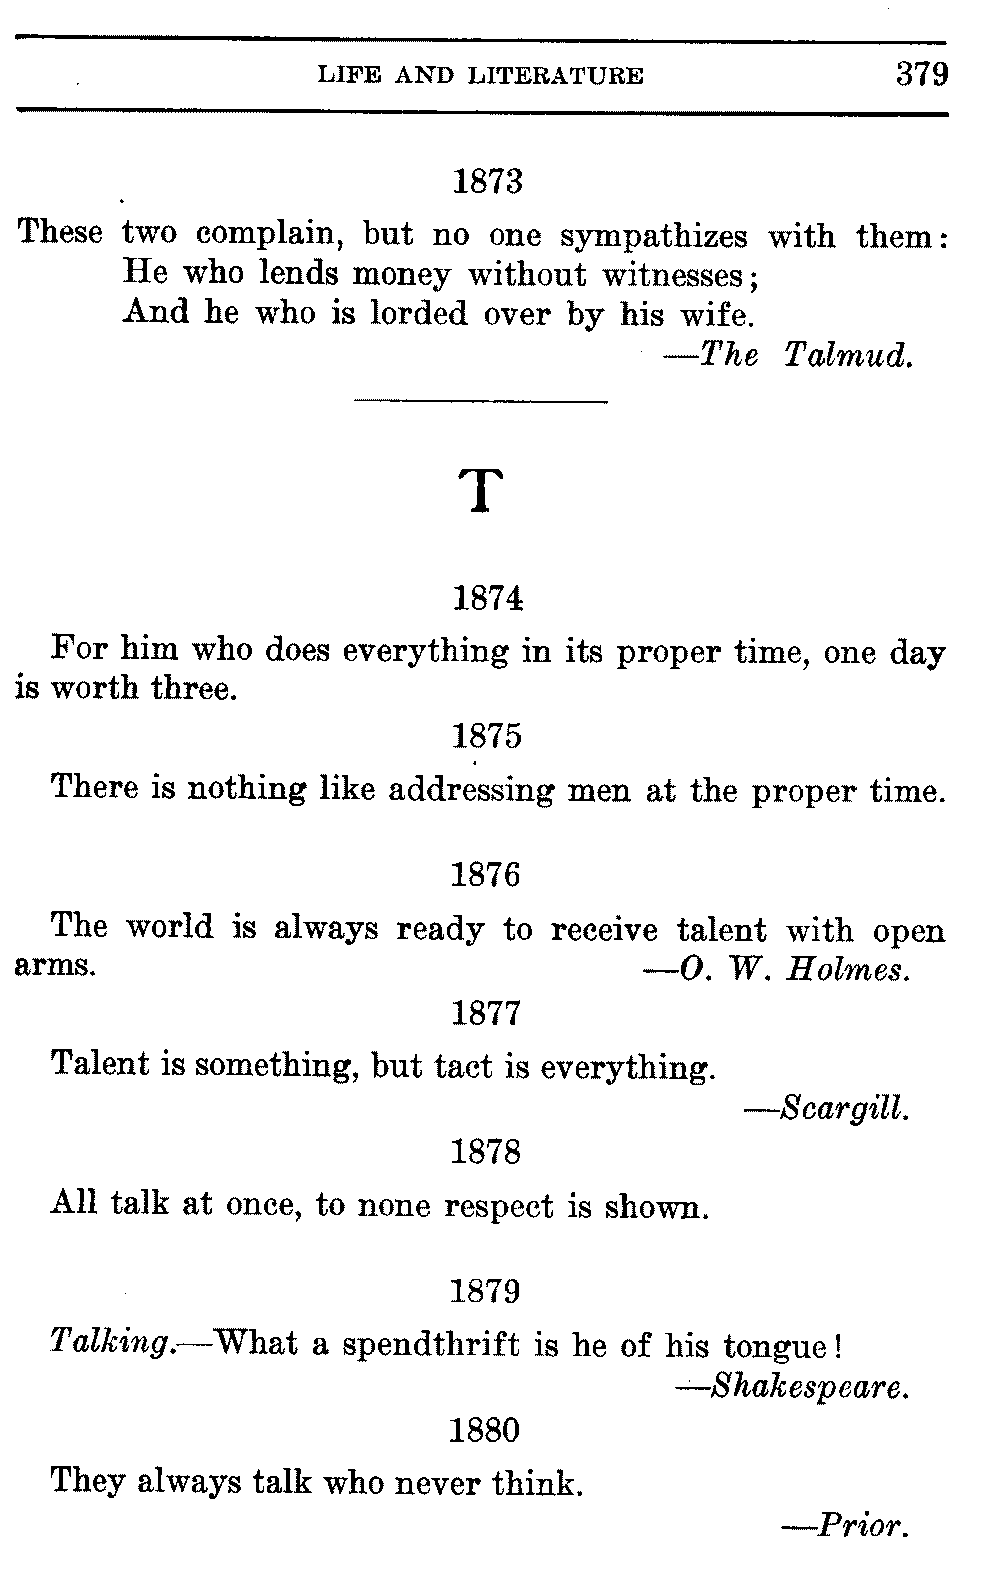 LIFE AND LITERATURE 379
1873
These two complain, but no one sympathizes with them:
He who lends money without witnesses;
And he who is lorded over by his wife.
—The Talmud.
T
1874
For him who does everything in its proper time, one day
is worth three.
1875
There is nothing like addressing men at the proper time.
1876
The world is always ready to receive talent with open
arms. —O. W. Holmes.
1877
Talent is something, but tact is everything.
—Scargill.
1878
All talk at once, to none respect is shown.
1879
Talking.—What a spendthrift is he of his tongue!
—Shakespeare.
1880
They always talk who never think.
—Prior.